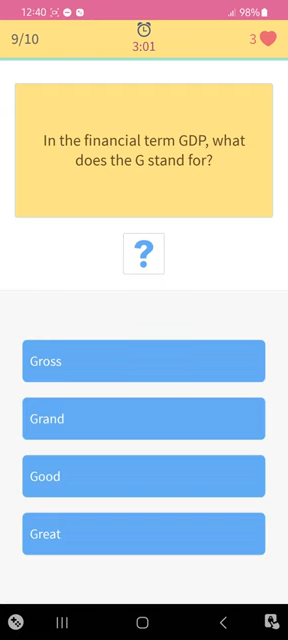 12:40
98%
9/10
3:01
3
In the financial term GDP, what
does the G stand for?
?
Gross
Grand
Good
Great